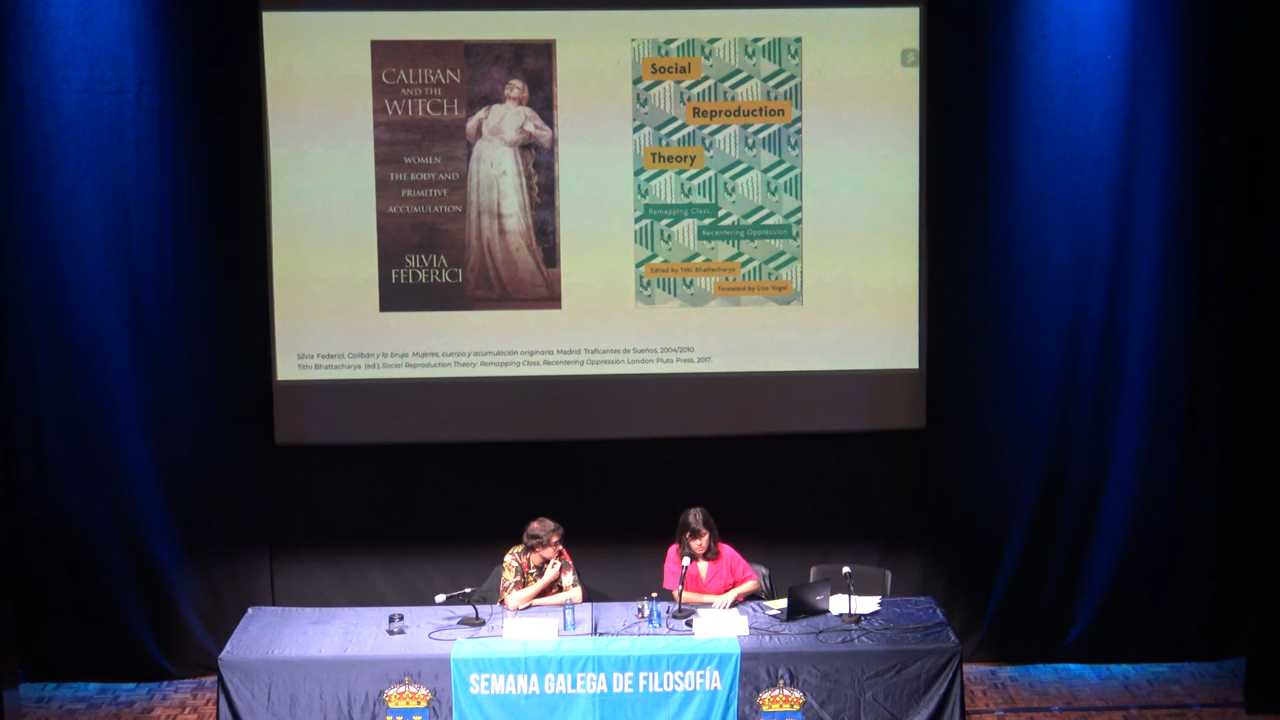 CALIBAN
AND THE
WITCH
WOMEN
THE BODY AND
PRIMITIVE
ACCUMULATION
SILVIA
FEDERICI
Social
Reproduction
Theory
Remapping Class,
Recentering Oppression
Edited by Tithi Bhattacharya
Foreword by Lise Vogel
Silvia Federici, Calibán y la bruja. Mujeres, cuerpo y acumulación originaria. Madrid: Traficantes de Sueños, 2004/2010.
Tithi Bhattacharya (ed.), Social Reproduction Theory: Remapping Class, Recentering Oppression. London: Pluto Press, 2017.
SEMANA GALEGA DE FILOSOFÍA